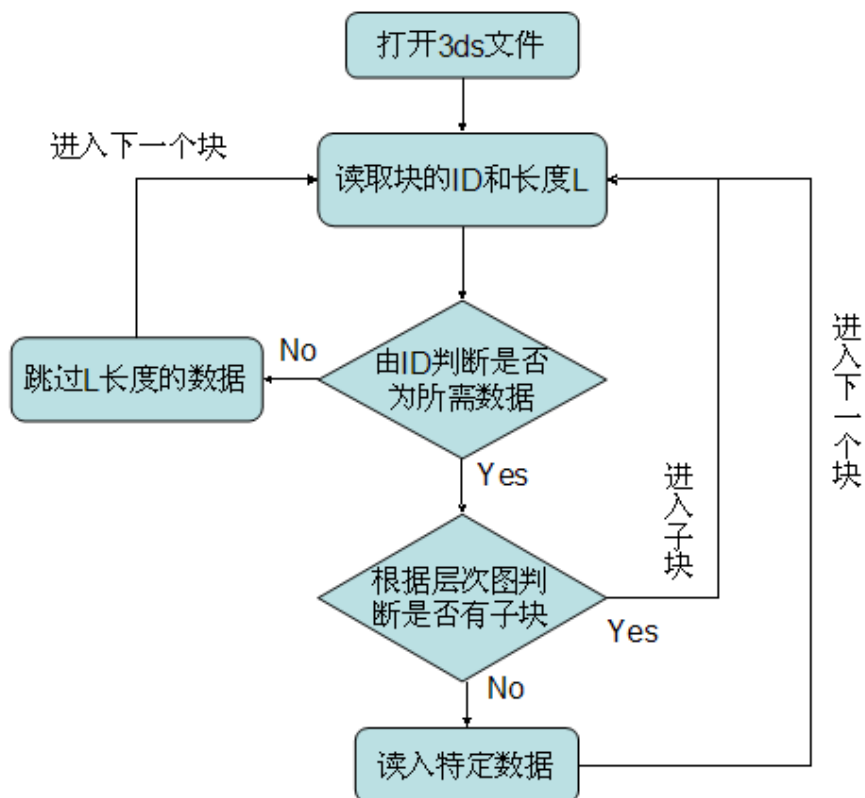 打开3ds文件
进入下一个块
读取块的ID和长度L
No
跳过L长度的数据
由ID判断是否
为所需数据
进入下一个块
Yes
进入子块
根据层次图判
断是否有子块
Yes
No
读入特定数据